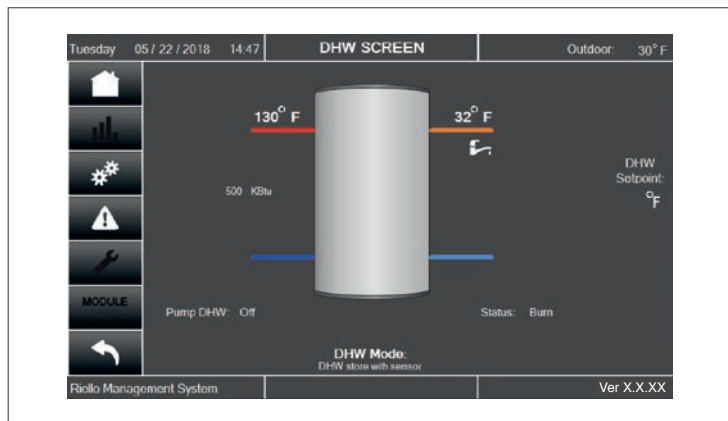 Tuesday 05 / 22 / 2018 14:47 DHW SCREEN Outdoor: 30° F
130° F 32° F
DHW
Setpoint:
°F
500 KBtu
MODULE
Pump DHW: Off Status: Burn
DHW Mode:
DHW store with sensor
Riello Management System Ver X.X.XX